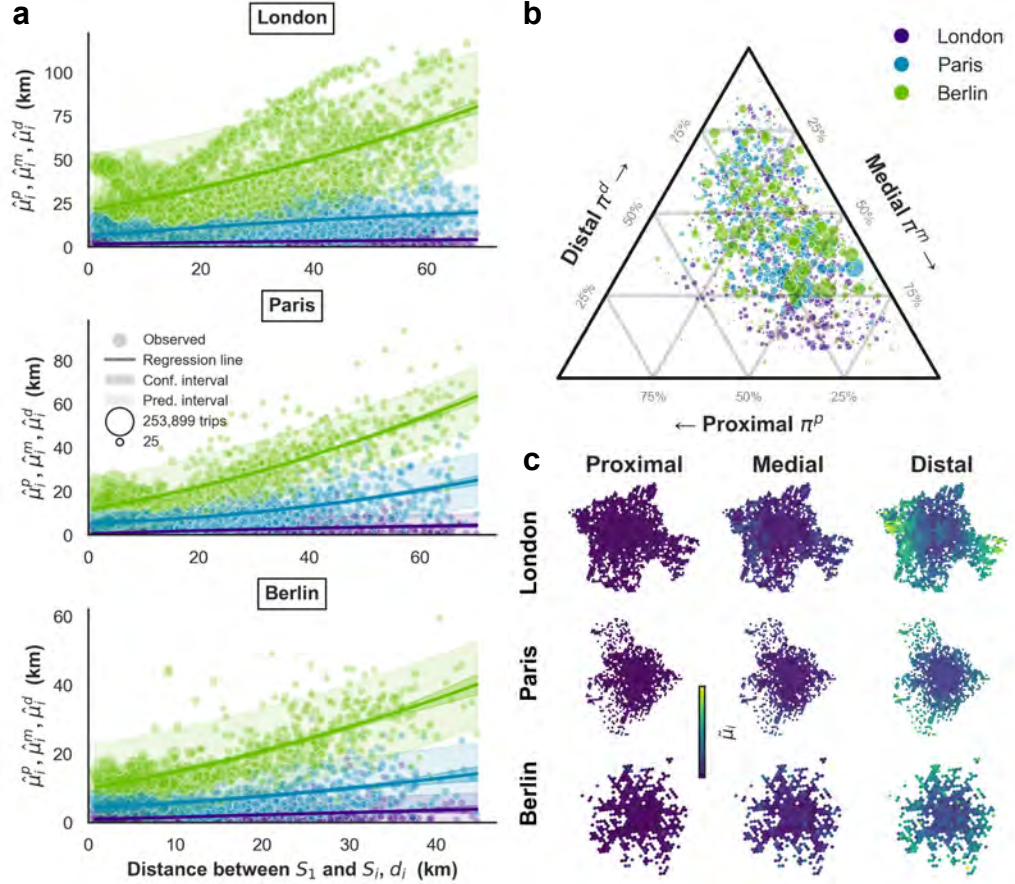 a
London
100
75
50
25
0
0
20
40
60
μ̂ᵢᵖ, μ̂ᵢᵐ, μ̂ᵢᵈ (km)
Paris
80
60
40
20
0
0
20
40
60
μ̂ᵢᵖ, μ̂ᵢᵐ, μ̂ᵢᵈ (km)
Observed
Regression line
Conf. interval
Pred. interval
253,899 trips
25
Berlin
60
40
20
0
0
10
20
30
40
μ̂ᵢᵖ, μ̂ᵢᵐ, μ̂ᵢᵈ (km)
Distance between S₁ and Sᵢ, dᵢ (km)
b
London
Paris
Berlin
Distal πᵈ →
75%
50%
25%
Medial πᵐ →
25%
50%
75%
75%
50%
25%
← Proximal πᵖ
c
Proximal Medial Distal
London
Paris
Berlin
μ̃ᵢ